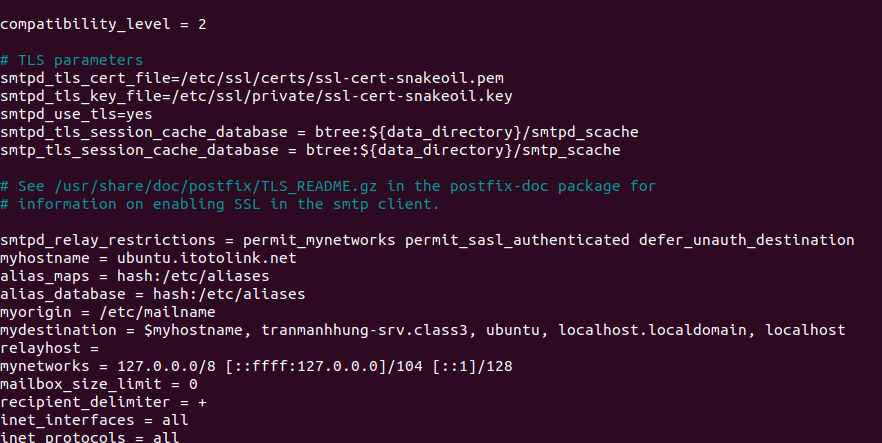 compatibility_level = 2
# TLS parameters
smtpd_tls_cert_file=/etc/ssl/certs/ssl-cert-snakeoil.pem
smtpd_tls_key_file=/etc/ssl/private/ssl-cert-snakeoil.key
smtpd_use_tls=yes
smtpd_tls_session_cache_database = btree:${data_directory}/smtpd_scache
smtp_tls_session_cache_database = btree:${data_directory}/smtp_scache
# See /usr/share/doc/postfix/TLS_README.gz in the postfix-doc package for
# information on enabling SSL in the smtp client.
smtpd_relay_restrictions = permit_mynetworks permit_sasl_authenticated defer_unauth_destination
myhostname = ubuntu.itotolink.net
alias_maps = hash:/etc/aliases
alias_database = hash:/etc/aliases
myorigin = /etc/mailname
mydestination = $myhostname, tranmanhhung-srv.class3, ubuntu, localhost.localdomain, localhost
relayhost =
mynetworks = 127.0.0.0/8 [::ffff:127.0.0.0]/104 [::1]/128
mailbox_size_limit = 0
recipient_delimiter = +
inet_interfaces = all
inet_protocols = all